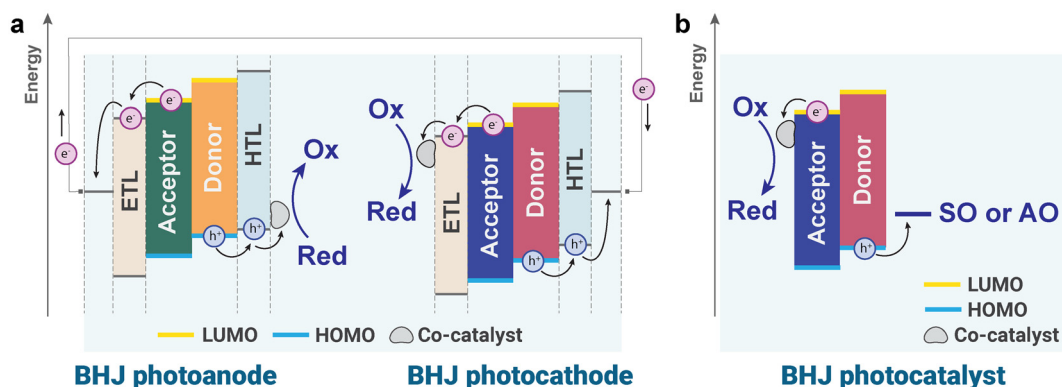 a
Energy
e-
e-
e-
ETL
Acceptor
Donor
HTL
h+
h+
Ox
Red
Ox
Red
e-
e-
ETL
Acceptor
Donor
HTL
h+
h+
e-
LUMO
HOMO
Co-catalyst
BHJ photoanode
BHJ photocathode
b
Energy
Ox
Red
e-
Acceptor
Donor
h+
SO or AO
LUMO
HOMO
Co-catalyst
BHJ photocatalyst